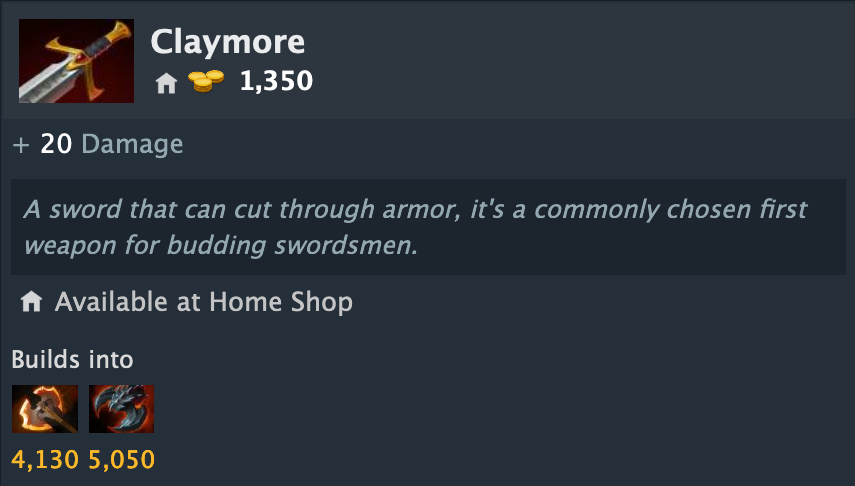 Claymore
1,350
+ 20 Damage
A sword that can cut through armor, it's a commonly chosen first
weapon for budding swordsmen.
Available at Home Shop
Builds into
4,130 5,050